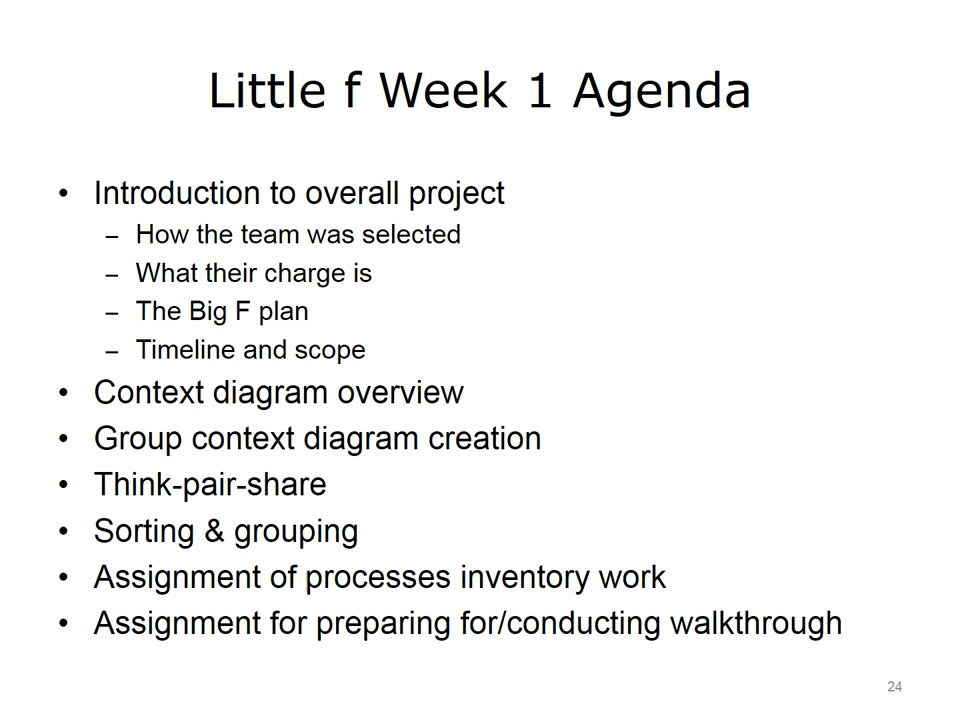 Little f Week 1 Agenda
• Introduction to overall project
– How the team was selected
– What their charge is
– The Big F plan
– Timeline and scope
• Context diagram overview
• Group context diagram creation
• Think-pair-share
• Sorting & grouping
• Assignment of processes inventory work
• Assignment for preparing for/conducting walkthrough
24